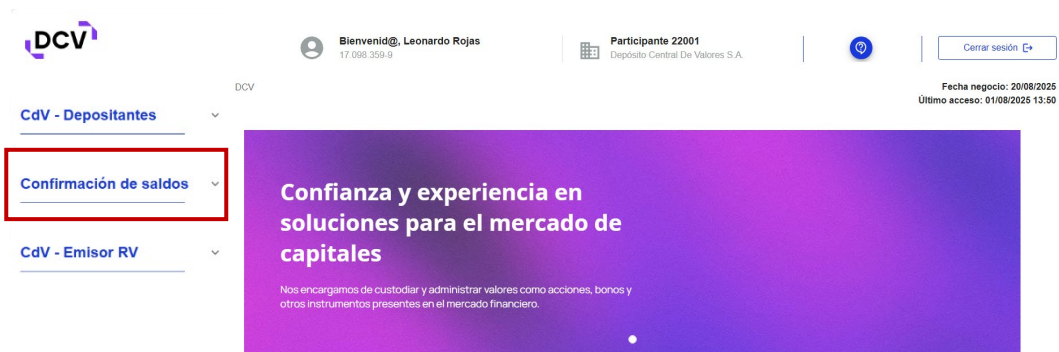 DCV
Bienvenid@, Leonardo Rojas
17.098.359-9
Participante 22001
Depósito Central De Valores S.A.
Cerrar sesión
DCV
Fecha negocio: 20/08/2025
Último acceso: 01/08/2025 13:50
CdV - Depositantes
Confirmación de saldos
CdV - Emisor RV
Confianza y experiencia en
soluciones para el mercado de
capitales
Nos encargamos de custodiar y administrar valores como acciones, bonos y
otros instrumentos presentes en el mercado financiero.